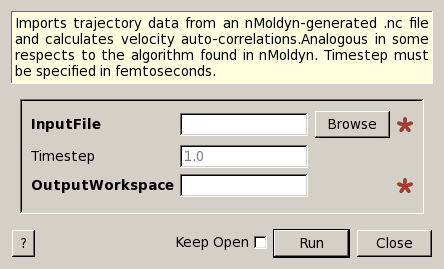 Imports trajectory data from an nMoldyn-generated .nc file
and calculates velocity auto-correlations.Analogous in some
respects to the algorithm found in nMoldyn. Timestep must
be specified in femtoseconds.
InputFile Browse *
Timestep 1.0
OutputWorkspace *
? Keep Open Run Close